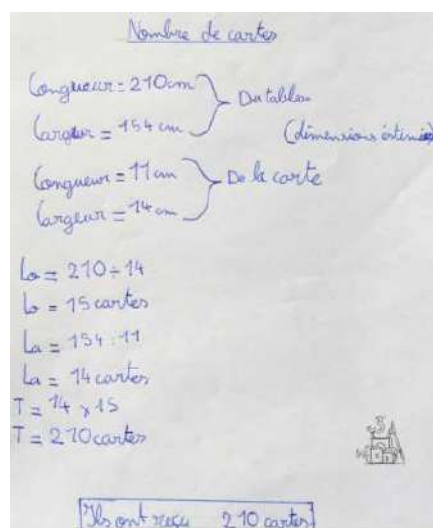 Nombre de cartes
Longueur = 210 cm
Du tableau
Largeur = 154 cm
(dimensions
Longueur = 11 cm
De la carte
Largeur = 14 cm
Lo = 210 ÷ 14
Lo = 15 cartes
La = 154 : 11
La = 14 cartes
T = 14 x 15
T = 210 cartes
Ils ont reçu 210 cartes